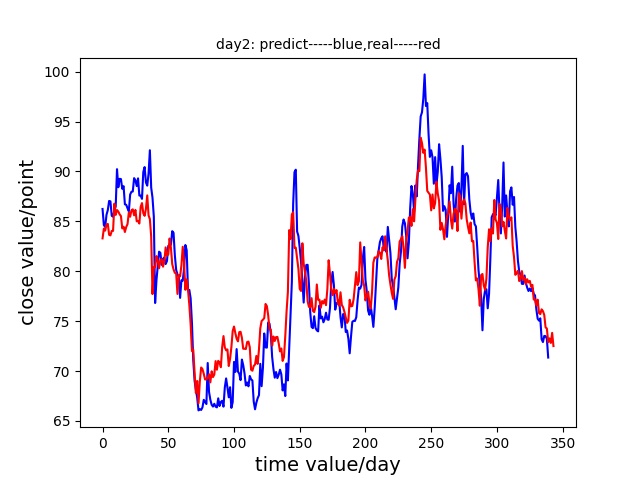 day2: predict-----blue,real-----red
100
95
90
85
80
75
70
65
close value/point
0 50 100 150 200 250 300 350
time value/day